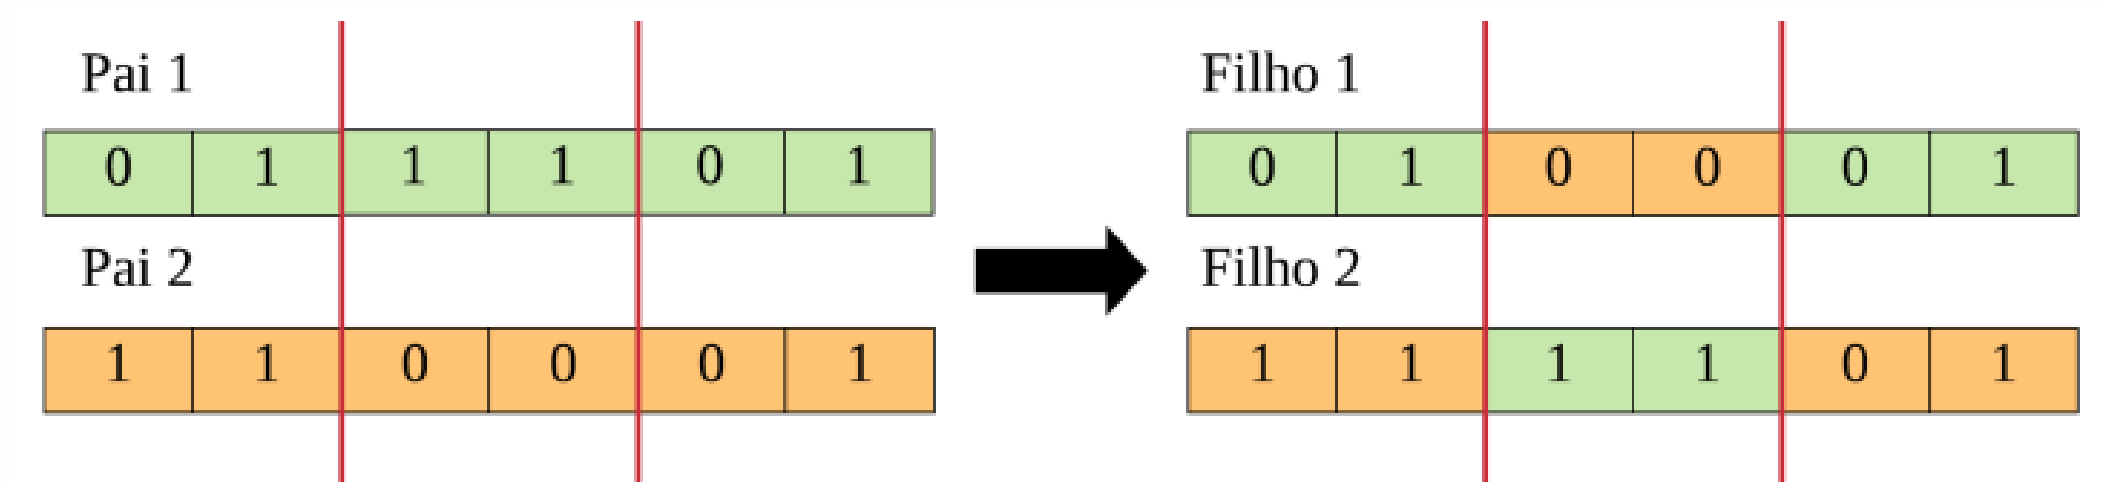 Pai 1
0 1 1 1 0 1
Pai 2
1 1 0 0 0 1
Filho 1
0 1 0 0 0 1
Filho 2
1 1 1 1 0 1